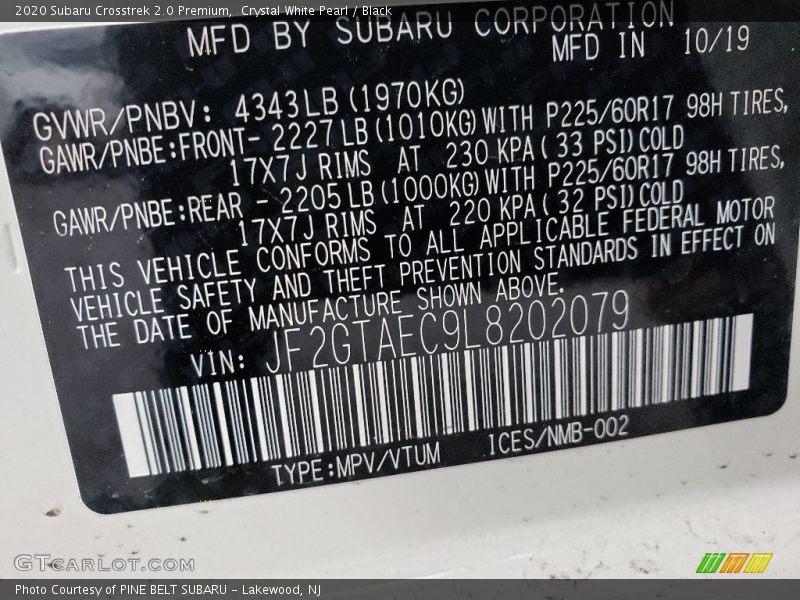 2020 Subaru Crosstrek 2.0 Premium,  Crystal White Pearl / Black
MFD BY SUBARU CORPORATION
MFD IN 10/19
GVWR/PNBV: 4343LB (1970KG)
GAWR/PNBE:FRONT- 2227 LB (1010KG) WITH P225/60R17 98H TIRES,
17X7J RIMS AT 230 KPA ( 33 PSI) COLD
GAWR/PNBE:REAR - 2205 LB (1000KG) WITH P225/60R17 98H TIRES,
17X7J RIMS AT 220 KPA ( 32 PSI) COLD
THIS VEHICLE CONFORMS TO ALL APPLICABLE FEDERAL MOTOR
VEHICLE SAFETY AND THEFT PREVENTION STANDARDS IN EFFECT ON
THE DATE OF MANUFACTURE SHOWN ABOVE.
VIN: JF2GTAEC9L8202079
TYPE:MPV/VTUM ICES/NMB-002
GTCARLOT.COM
Photo Courtesy of PINE BELT SUBARU - Lakewood, NJ